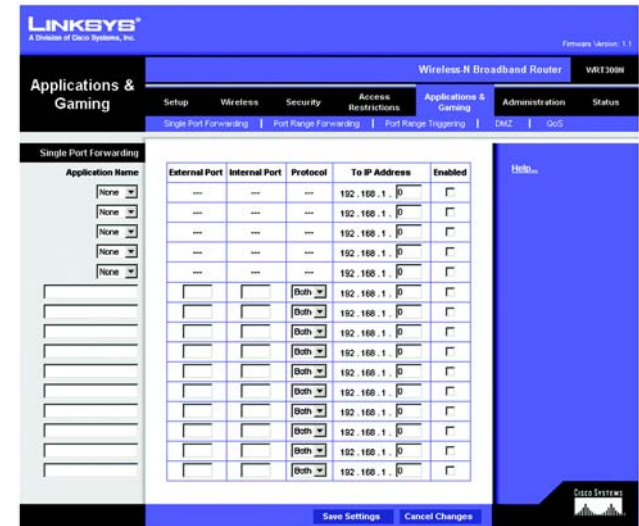 LINKSYS®
A Division of Cisco Systems, Inc.
Firmware Version: 1.1
Applications & Gaming
Wireless-N Broadband Router WRT300N
Setup Wireless Security Access Restrictions Applications & Gaming Administration Status
Single Port Forwarding | Port Range Forwarding | Port Range Triggering | DMZ | QoS
Single Port Forwarding
Help...
Application Name External Port Internal Port Protocol To IP Address Enabled
None --- --- --- 192.168.1. 0
None --- --- --- 192.168.1. 0
None --- --- --- 192.168.1. 0
None --- --- --- 192.168.1. 0
None --- --- --- 192.168.1. 0
Both 192.168.1. 0
Both 192.168.1. 0
Both 192.168.1. 0
Both 192.168.1. 0
Both 192.168.1. 0
Both 192.168.1. 0
Both 192.168.1. 0
Both 192.168.1. 0
Both 192.168.1. 0
Both 192.168.1. 0
Save Settings Cancel Changes
CISCO SYSTEMS